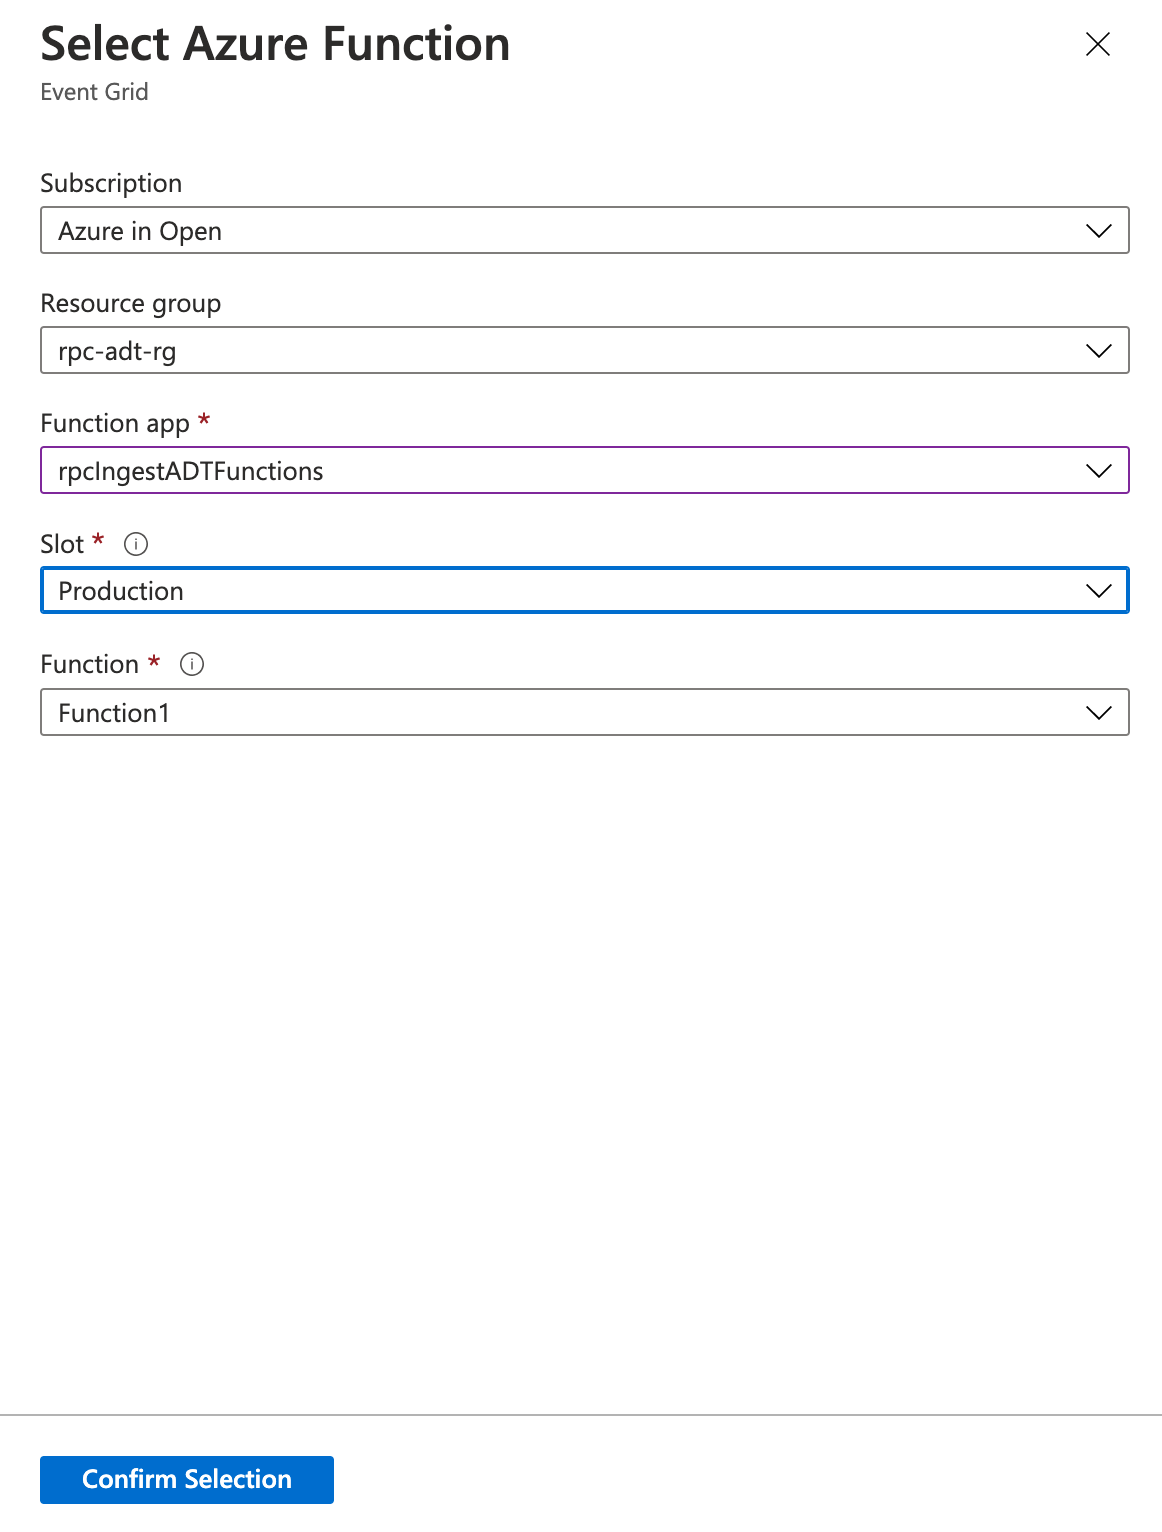 Select Azure Function
Event Grid
Subscription
Azure in Open
Resource group
rpc-adt-rg
Function app *
rpcIngestADTFunctions
Slot *
Production
Function *
Function1
Confirm Selection